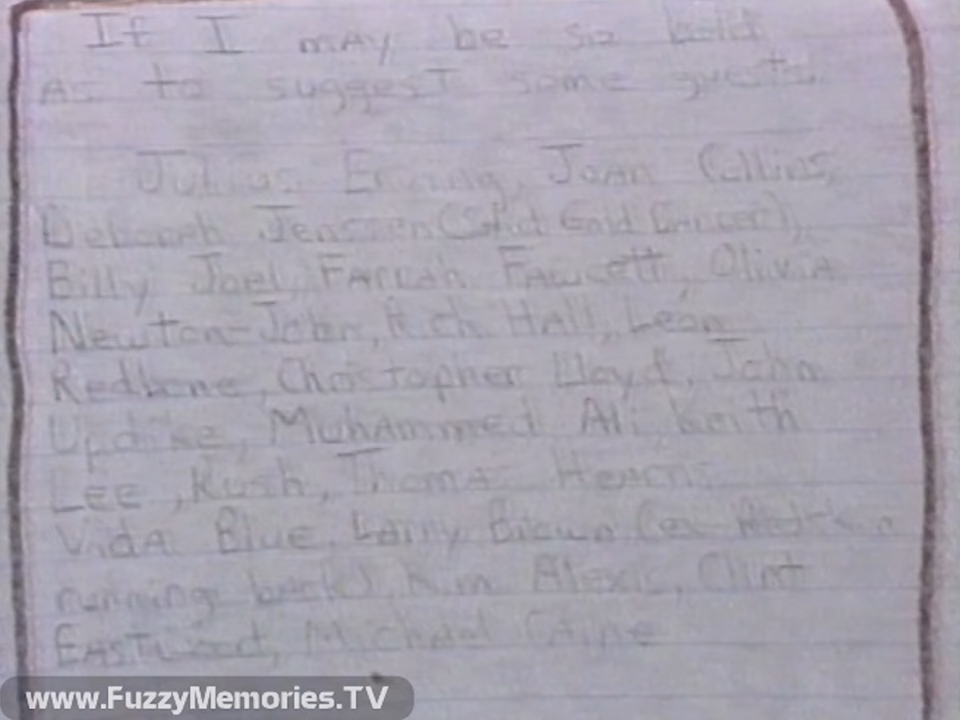 If I may be so bold
as to suggest some guests.
Julius Erving, Joan Collins,
Deborah Jenssen (Solid Gold Dancer),
Billy Joel, Farrah Fawcett, Olivia
Newton-John, Rich Hall, Leon
Redbone, Christopher Lloyd, John
Updike, Muhammed Ali, Keith
Lee, Rush, Thomas Hearns
Vida Blue, Larry Brown (ex
running back), Kim Alexis, Clint
Eastwood, Michael Caine
www.FuzzyMemories.TV